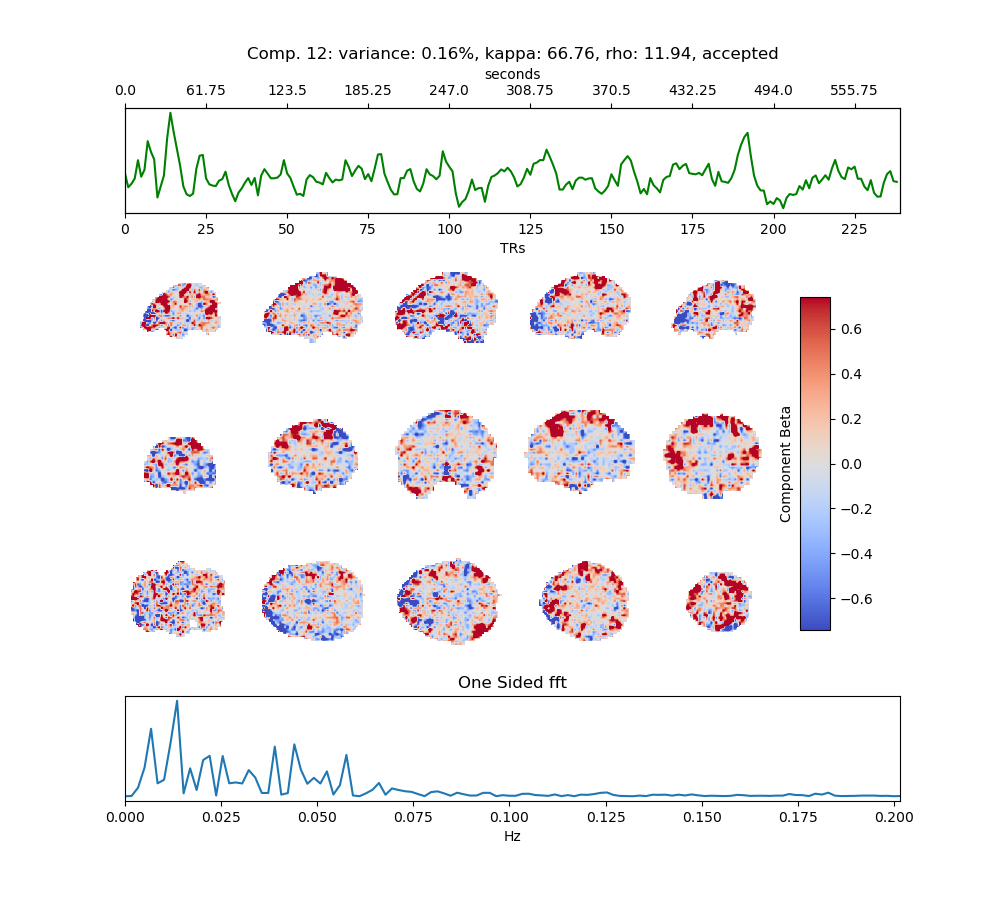 Comp. 12: variance: 0.16%, kappa: 66.76, rho: 11.94, accepted
seconds
0.0 61.75 123.5 185.25 247.0 308.75 370.5 432.25 494.0 555.75
0 25 50 75 100 125 150 175 200 225
TRs
0.6
0.4
0.2
0.0
−0.2
−0.4
−0.6
Component Beta
One Sided fft
0.000 0.025 0.050 0.075 0.100 0.125 0.150 0.175 0.200
Hz